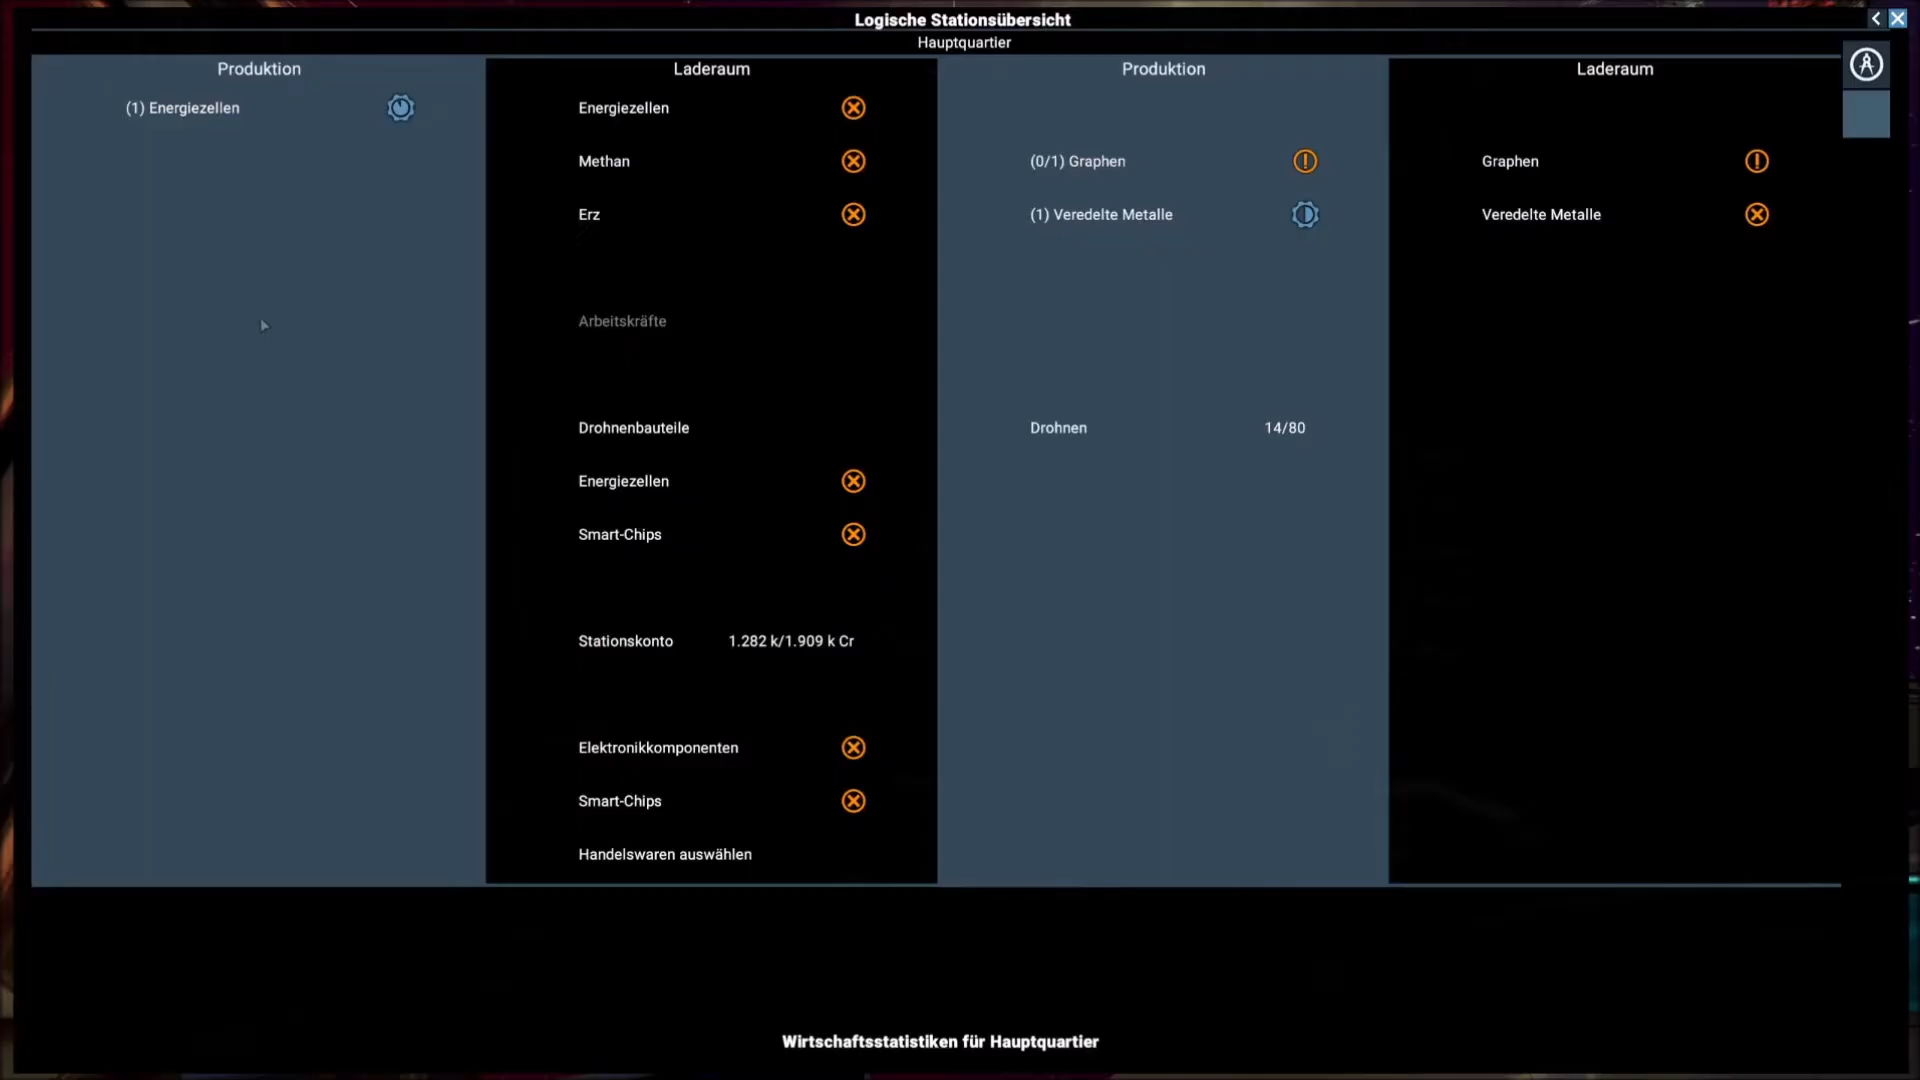 Logische Stationsübersicht
Hauptquartier
Produktion
(1) Energiezellen
Laderaum
Energiezellen
Methan
Erz
Arbeitskräfte
Drohnenbauteile
Energiezellen
Smart-Chips
Stationskonto 1.282 k/1.909 k Cr
Elektronikkomponenten
Smart-Chips
Handelswaren auswählen
Produktion
(0/1) Graphen
(1) Veredelte Metalle
Drohnen 14/80
Laderaum
Graphen
Veredelte Metalle
Wirtschaftsstatistiken für Hauptquartier